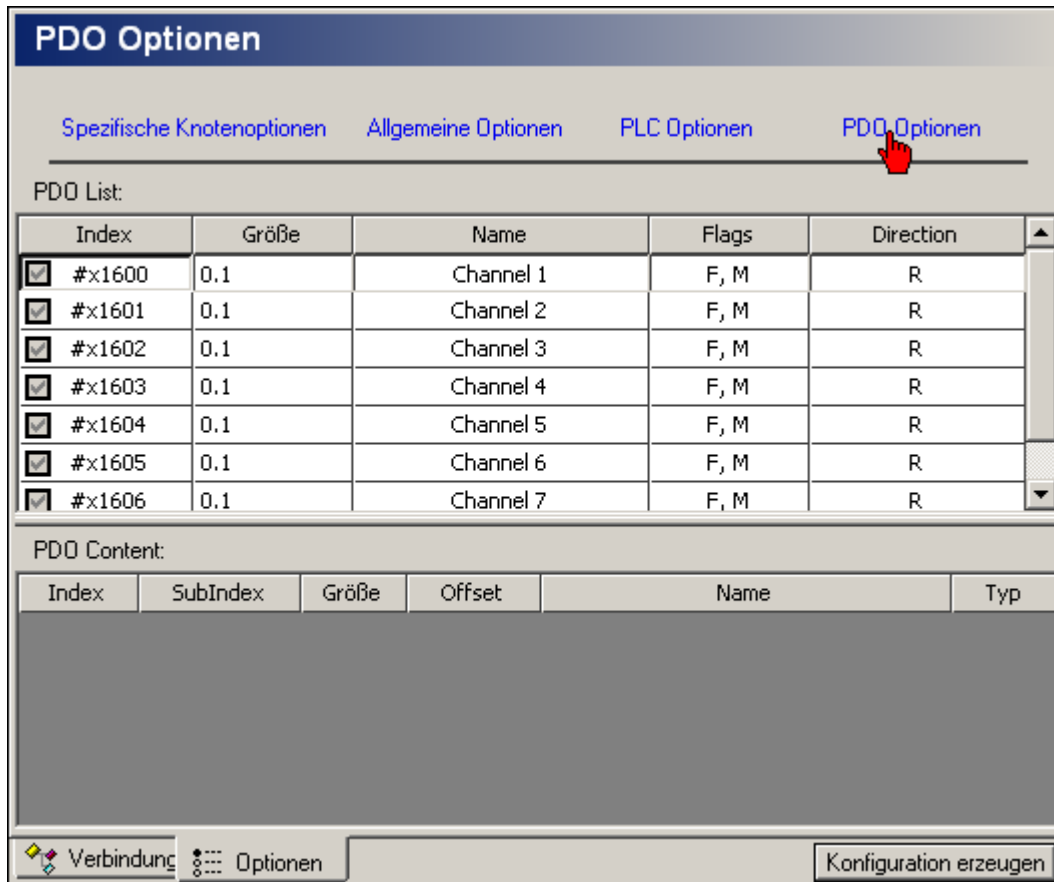 PDO Optionen
Spezifische Knotenoptionen Allgemeine Optionen PLC Optionen PDO Optionen
PDO List:
Index Größe Name Flags Direction
#x1600 0.1 Channel 1 F, M R
#x1601 0.1 Channel 2 F, M R
#x1602 0.1 Channel 3 F, M R
#x1603 0.1 Channel 4 F, M R
#x1604 0.1 Channel 5 F, M R
#x1605 0.1 Channel 6 F, M R
#x1606 0.1 Channel 7 F, M R
PDO Content:
Index SubIndex Größe Offset Name Typ
Verbindung Optionen Konfiguration erzeugen